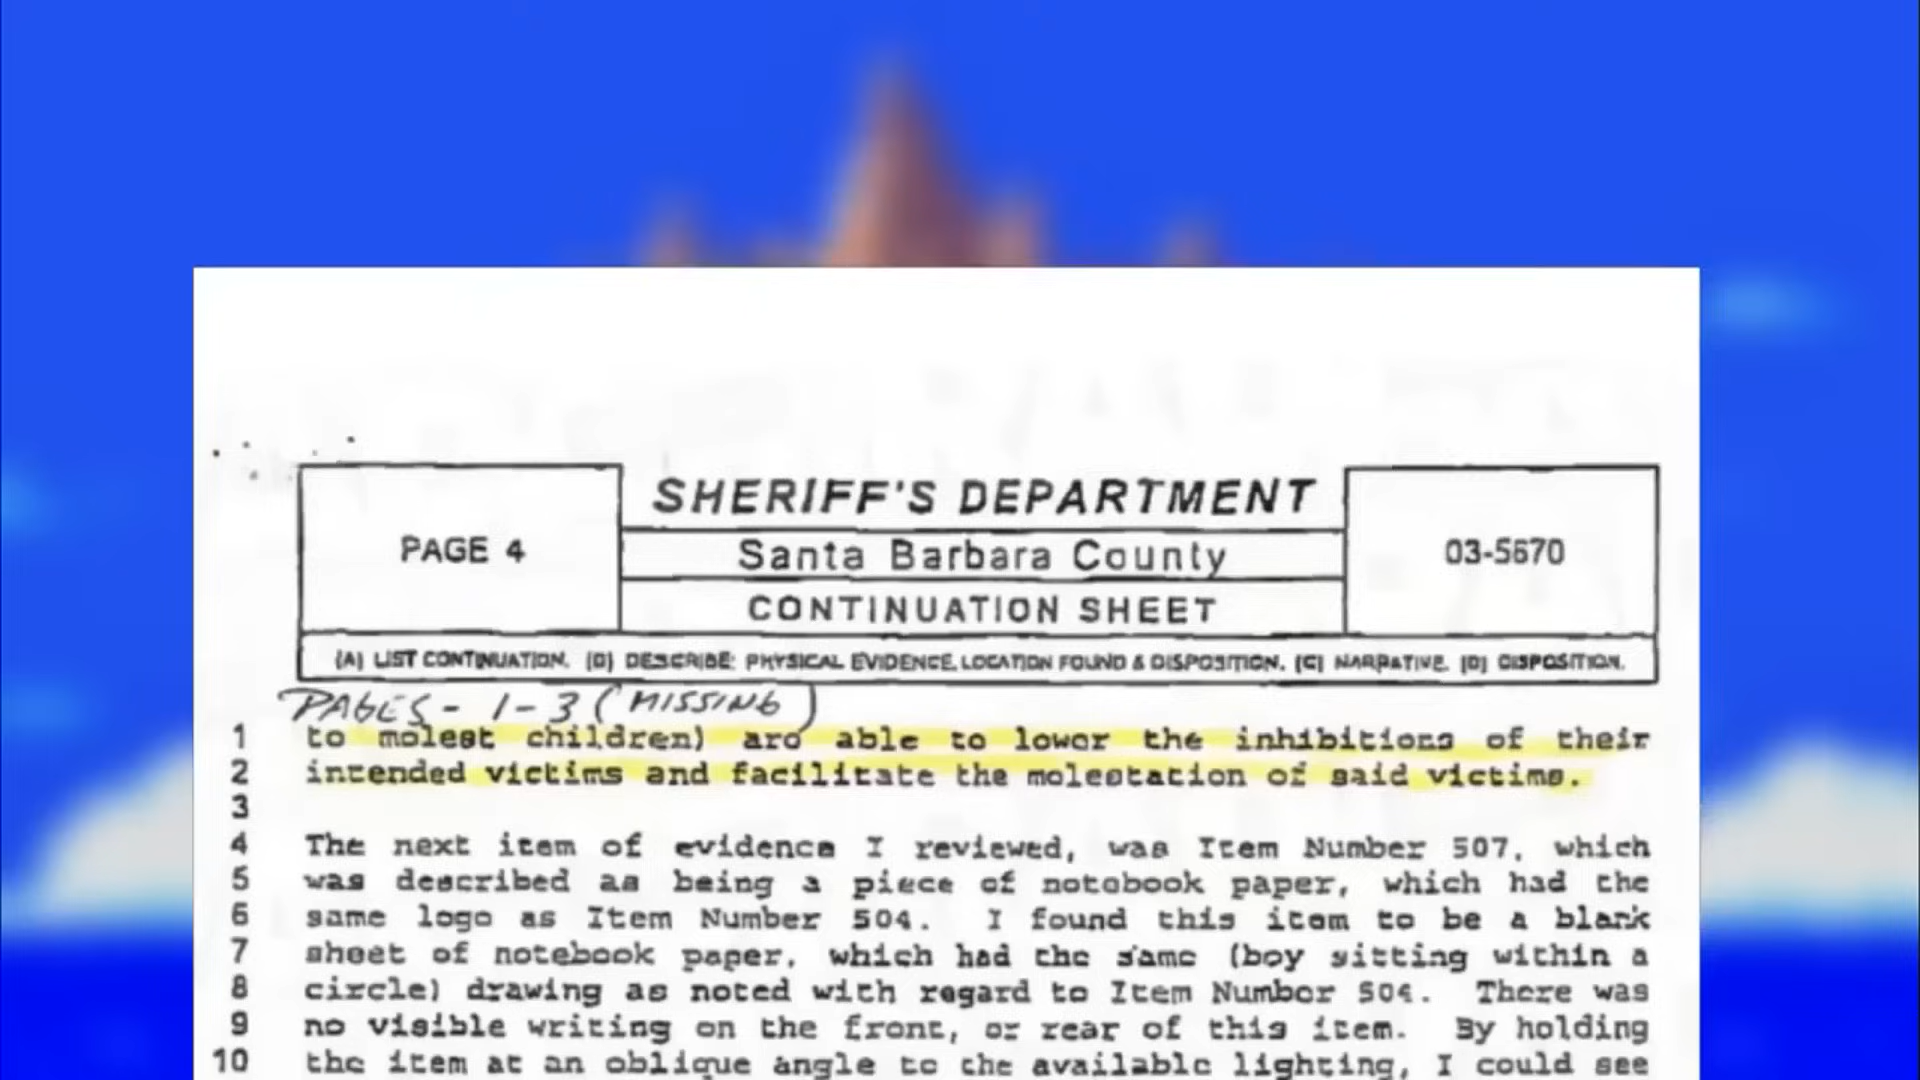 PAGE 4
SHERIFF'S DEPARTMENT
Santa Barbara County
CONTINUATION SHEET
03-5670
(A) LIST CONTINUATION, (B) DESCRIBE: PHYSICAL EVIDENCE, LOCATION FOUND & DISPOSITION, (C) NARRATIVE, (D) DISPOSITION.
PAGES - 1-3 (MISSING)
1 to molest children) are able to lower the inhibitions of their
2 intended victims and facilitate the molestation of said victims.
3
4 The next item of evidence I reviewed, was Item Number 507, which
5 was described as being a piece of notebook paper, which had the
6 same logo as Item Number 504. I found this item to be a blank
7 sheet of notebook paper, which had the same (boy sitting within a
8 circle) drawing as noted with regard to Item Number 504. There was
9 no visible writing on the front, or rear of this item. By holding
10 the item at an oblique angle to the available lighting, I could see